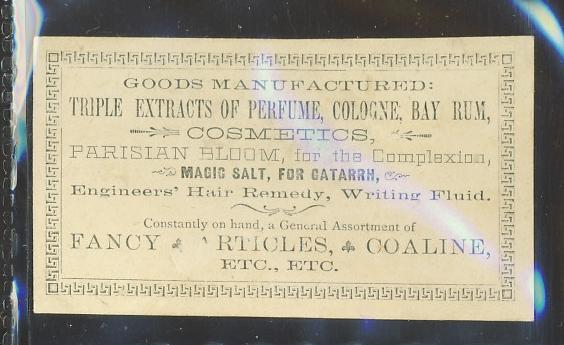 GOODS MANUFACTURED:
TRIPLE EXTRACTS OF PERFUME, COLOGNE, BAY RUM,
COSMETICS,
PARISIAN BLOOM, for the Complexion,
MAGIC SALT, FOR CATARRH,
Engineers' Hair Remedy, Writing Fluid.
Constantly on hand, a General Assortment of
FANCY ARTICLES, COALINE,
ETC., ETC.